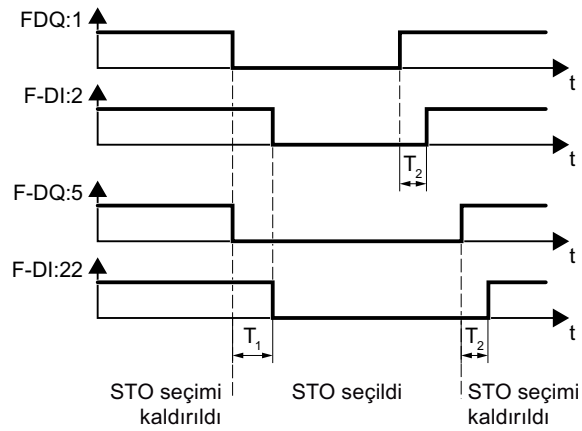 FDQ:1
t
F-DI:2
t
T2
F-DQ:5
t
F-DI:22
t
T1
T2
STO seçimi kaldırıldı
STO seçildi
STO seçimi kaldırıldı